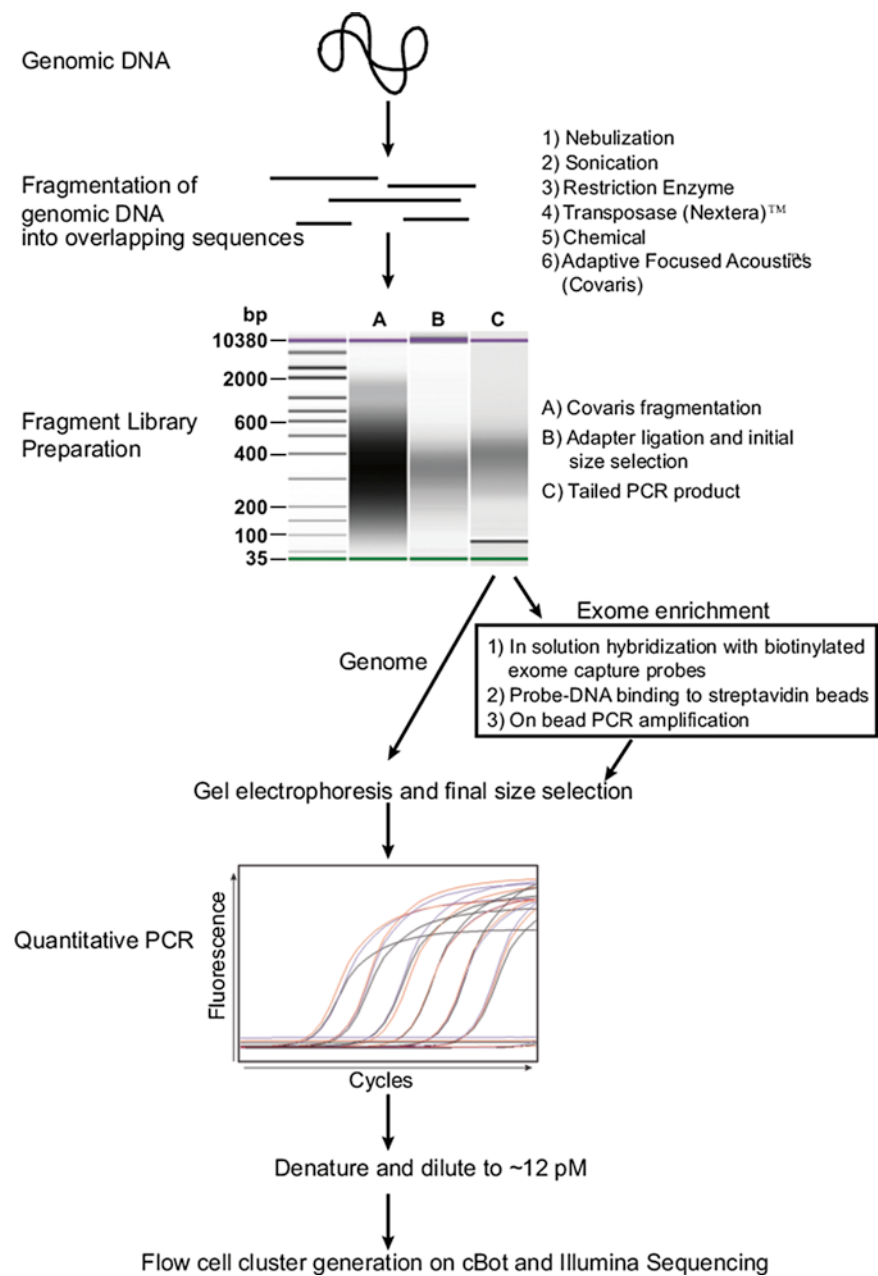 Genomic DNA
Fragmentation of
genomic DNA
into overlapping sequences
1) Nebulization
2) Sonication
3) Restriction Enzyme
4) Transposase (Nextera)™
5) Chemical
6) Adaptive Focused Acoustics™
(Covaris)
Fragment Library
Preparation
bp
10380
2000
600
400
200
100
35
A
B
C
A) Covaris fragmentation
B) Adapter ligation and initial
size selection
C) Tailed PCR product
Genome
Exome enrichment
1) In solution hybridization with biotinylated
exome capture probes
2) Probe-DNA binding to streptavidin beads
3) On bead PCR amplification
Gel electrophoresis and final size selection
Quantitative PCR
Fluorescence
Cycles
Denature and dilute to ~12 pM
Flow cell cluster generation on cBot and Illumina Sequencing